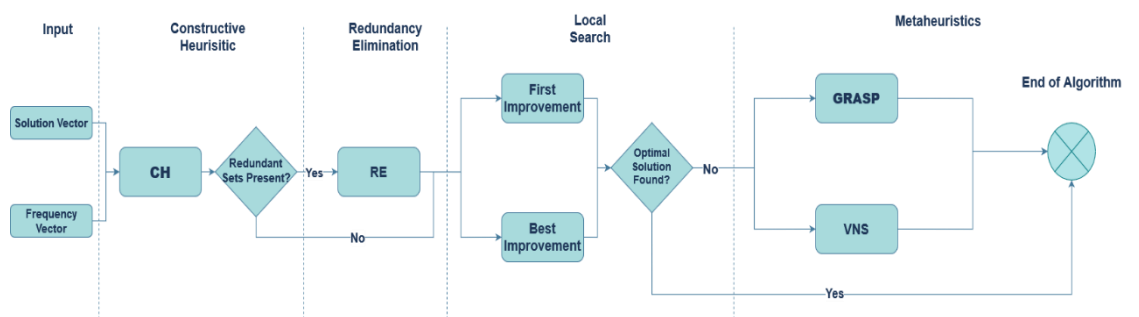 Input
Constructive
Heurisitic
Redundancy
Elimination
Local
Search
Metaheuristics
End of Algorithm
Solution Vector
Frequency
Vector
CH
Redundant
Sets Present?
Yes
No
RE
First
Improvement
Best
Improvement
Optimal
Solution
Found?
No
Yes
GRASP
VNS